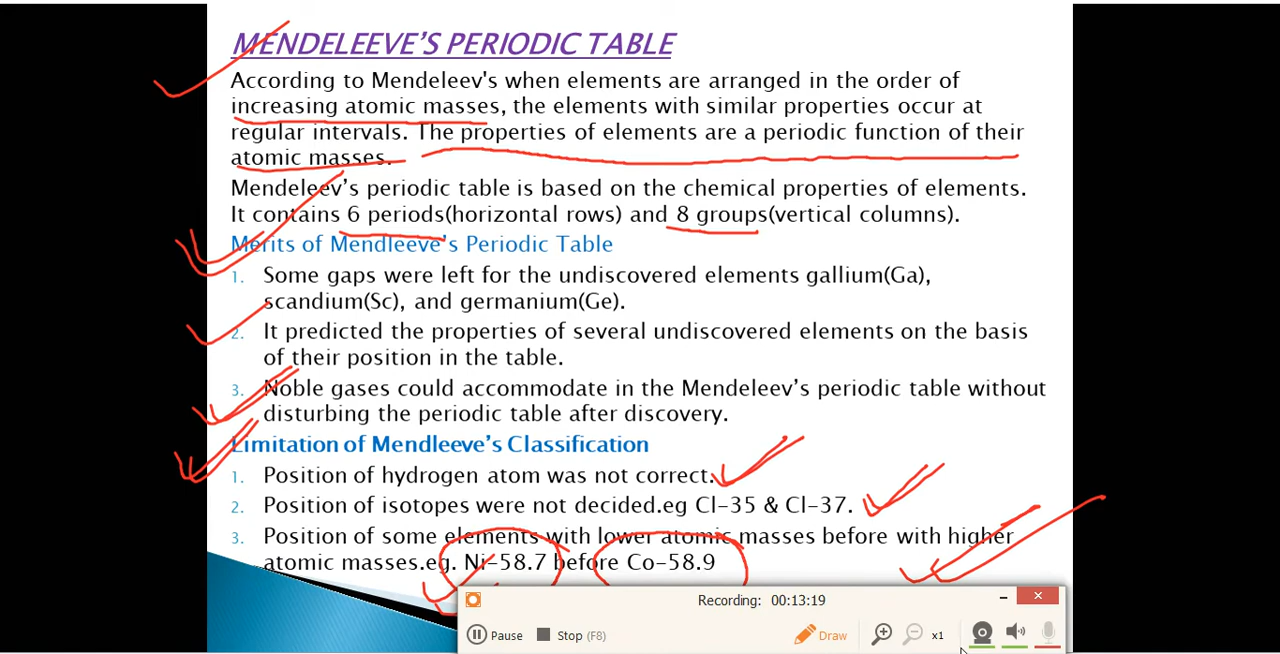 MENDELEEVE'S PERIODIC TABLE
According to Mendeleev's when elements are arranged in the order of
increasing atomic masses, the elements with similar properties occur at
regular intervals. The properties of elements are a periodic function of their
atomic masses.
Mendeleev's periodic table is based on the chemical properties of elements.
It contains 6 periods(horizontal rows) and 8 groups(vertical columns).
Merits of Mendleeve's Periodic Table
1. Some gaps were left for the undiscovered elements gallium(Ga),
scandium(Sc), and germanium(Ge).
2. It predicted the properties of several undiscovered elements on the basis
of their position in the table.
3. Noble gases could accommodate in the Mendeleev's periodic table without
disturbing the periodic table after discovery.
Limitation of Mendleeve's Classification
1. Position of hydrogen atom was not correct.
2. Position of isotopes were not decided.eg Cl-35 & Cl-37.
3. Position of some elements with lower atomic masses before with higher
atomic masses.eg. Ni-58.7 before Co-58.9
Recording: 00:13:19
Pause Stop (F8) Draw x1